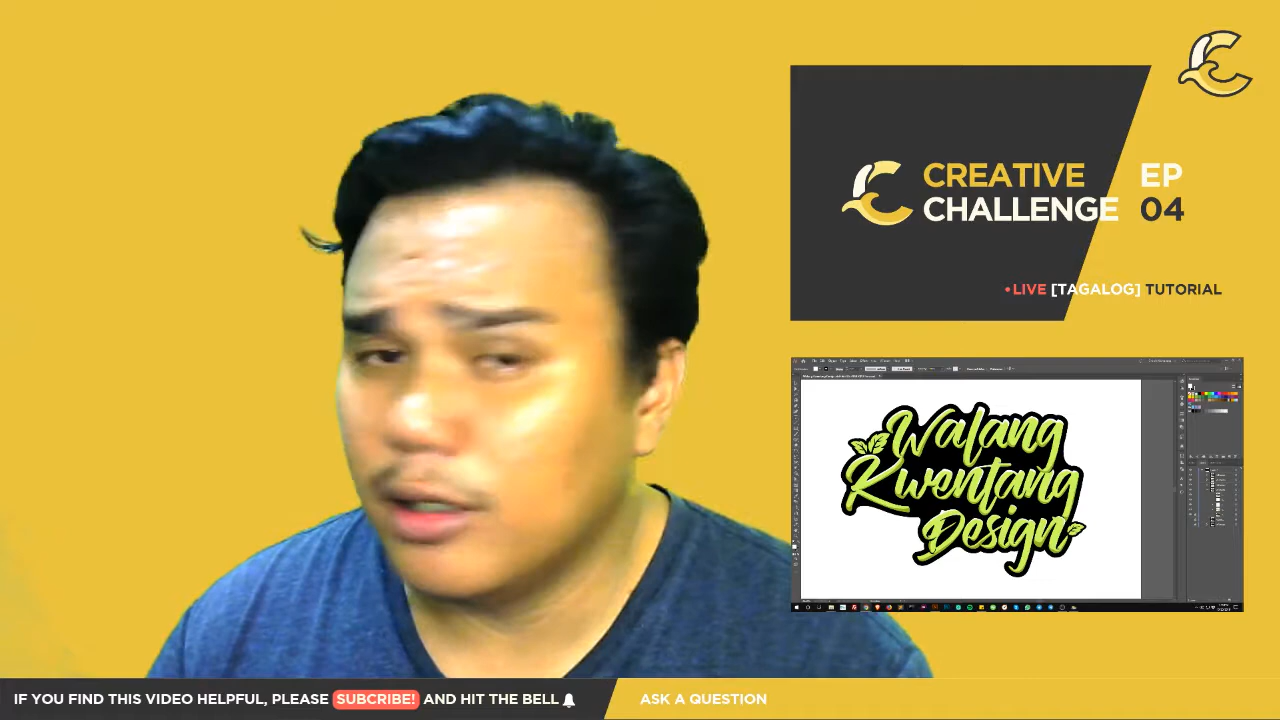 CREATIVE
CHALLENGE
EP
04
•LIVE [TAGALOG] TUTORIAL
Walang
Kwentang
Design
IF YOU FIND THIS VIDEO HELPFUL, PLEASE SUBCRIBE! AND HIT THE BELL
ASK A QUESTION